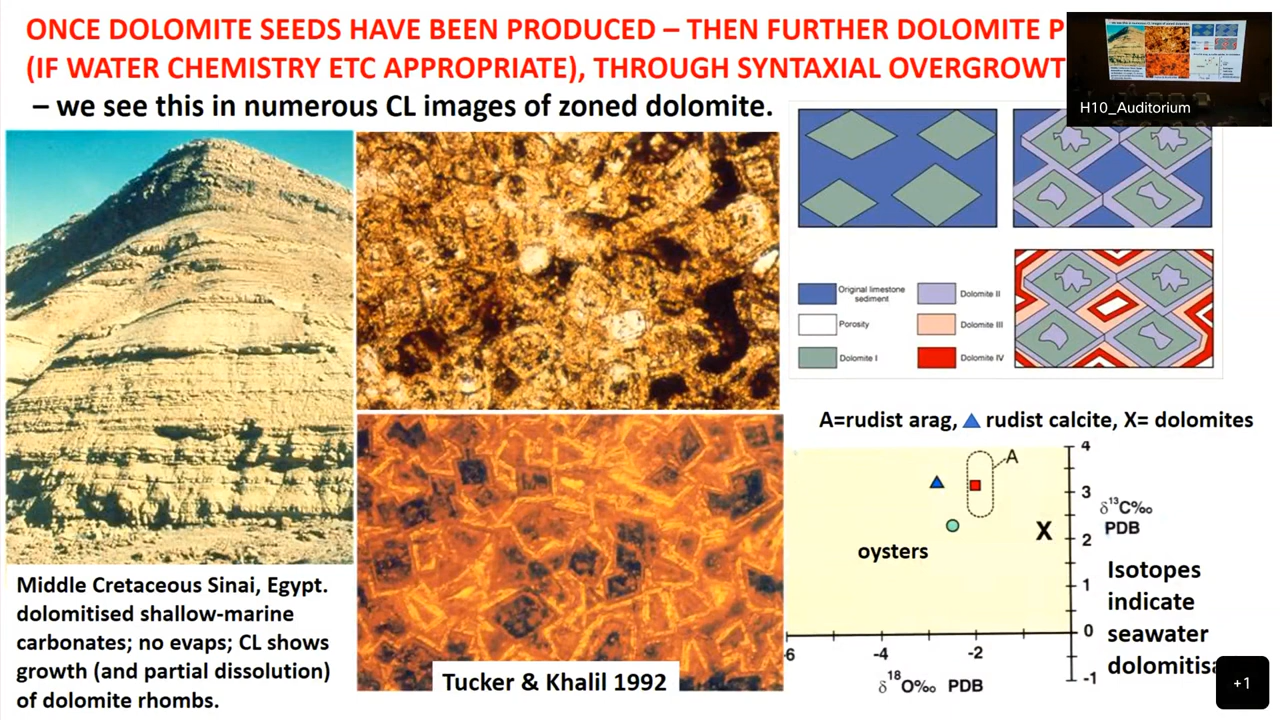 ONCE DOLOMITE SEEDS HAVE BEEN PRODUCED – THEN FURTHER DOLOMITE P
(IF WATER CHEMISTRY ETC APPROPRIATE), THROUGH SYNTAXIAL OVERGROWT
– we see this in numerous CL images of zoned dolomite.
H10_Auditorium
Original limestone
sediment
Dolomite II
Porosity
Dolomite III
Dolomite I
Dolomite IV
A=rudist arag, rudist calcite, X= dolomites
4
A
3
δ¹³C‰
PDB
X
2
oysters
1
0
-6
-4
-2
-1
δ¹⁸O‰ PDB
Isotopes
indicate
seawater
dolomitisa
Middle Cretaceous Sinai, Egypt.
dolomitised shallow-marine
carbonates; no evaps; CL shows
growth (and partial dissolution)
of dolomite rhombs.
Tucker & Khalil 1992
+1